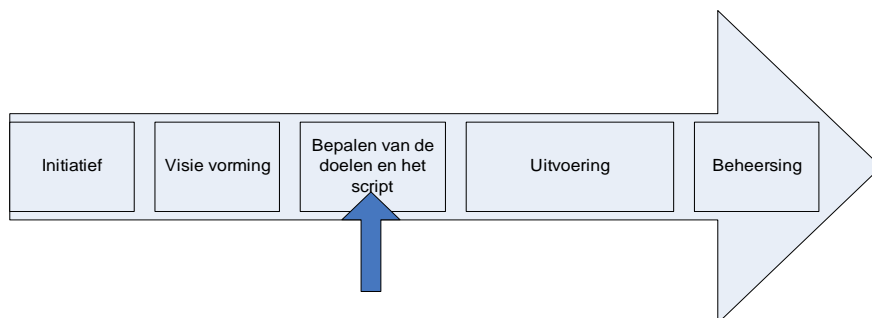 Initiatief
Visie vorming
Bepalen van de
doelen en het
script
Uitvoering
Beheersing